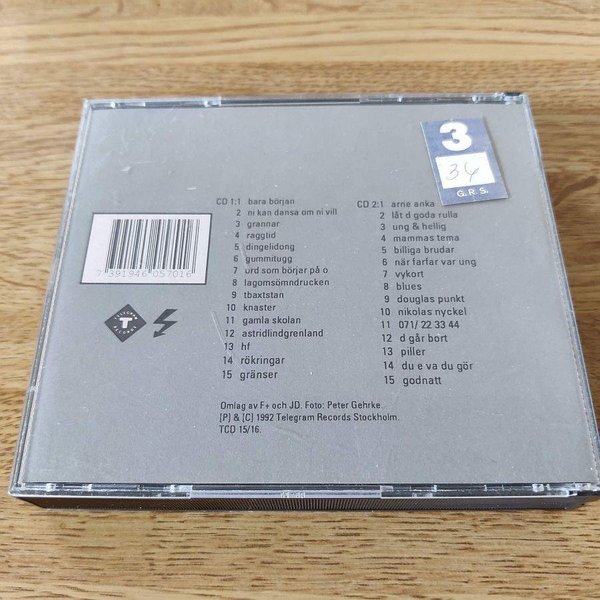 3
34
G.R.S.
CD 1:1 bara början
2 ni kan dansa om ni vill
3 grannar
4 raggtid
5 dingelidong
6 gummitugg
7 ord som börjar på o
8 lagomsömndrucken
9 tbaxtstan
10 knaster
11 gamla skolan
12 astridlindgrenland
13 hf
14 rökringar
15 gränser
CD 2:1 arne anka
2 låt d goda rulla
3 ung & hellig
4 mammas tema
5 billiga brudar
6 när farfar var ung
7 vykort
8 blues
9 douglas punkt
10 nikolas nyckel
11 071/ 22 33 44
12 d går bort
13 piller
14 du e va du gör
15 godnatt
7 391946 057016
TELEGRAM
T
RECORDS
Omlag av F+ och JD. Foto: Peter Gehrke.
[P] & [C] 1992 Telegram Records Stockholm.
TCD 15/16.